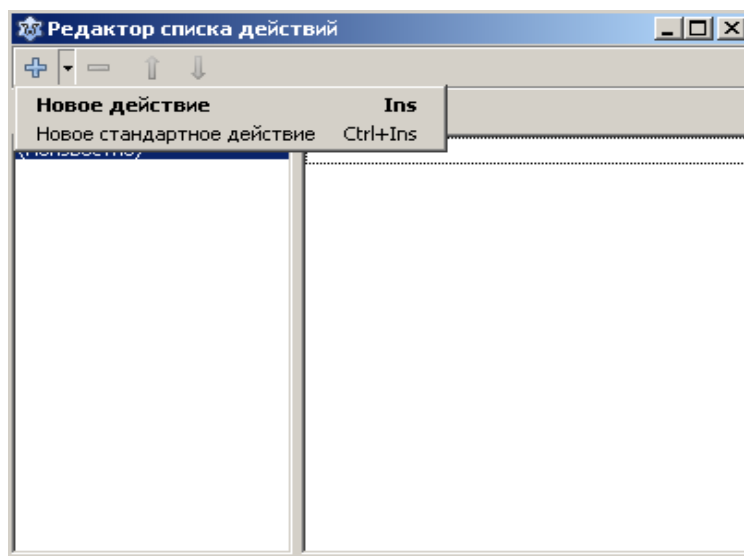 Редактор списка действий
Новое действие Ins
Новое стандартное действие Ctrl+Ins